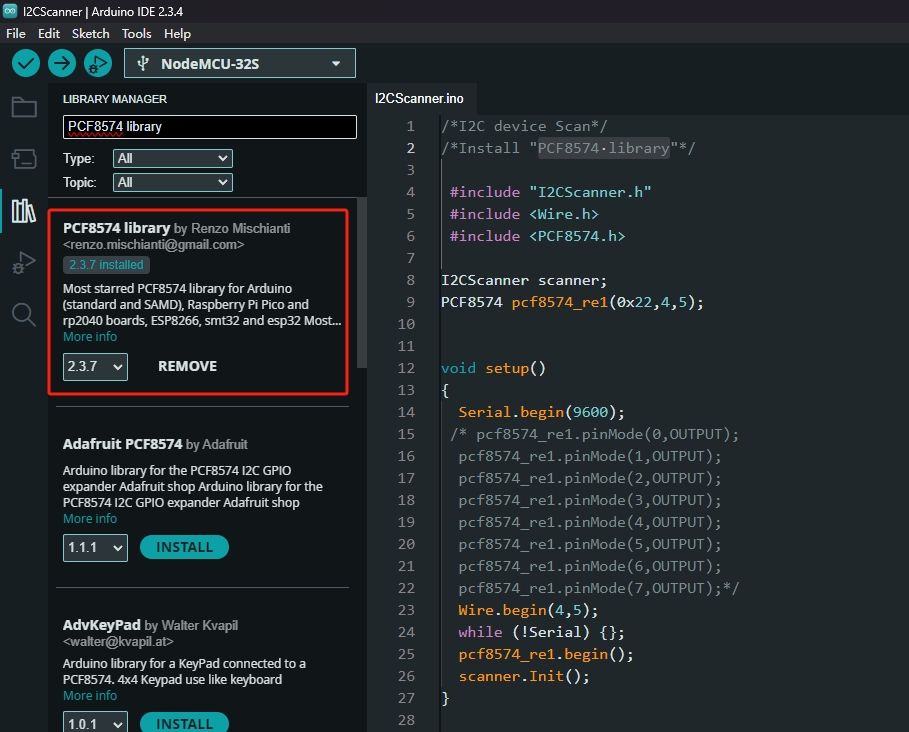 I2CScanner | Arduino IDE 2.3.4
File Edit Sketch Tools Help
NodeMCU-32S
LIBRARY MANAGER
PCF8574 library
Type: All
Topic: All
PCF8574 library by Renzo Mischianti
<renzo.mischianti@gmail.com>
2.3.7 installed
Most starred PCF8574 library for Arduino
(standard and SAMD), Raspberry Pi Pico and
rp2040 boards, ESP8266, smt32 and esp32 Most...
More info
2.3.7 REMOVE
Adafruit PCF8574 by Adafruit
Arduino library for the PCF8574 I2C GPIO
expander Adafruit shop Arduino library for the
PCF8574 I2C GPIO expander Adafruit shop
More info
1.1.1 INSTALL
AdvKeyPad by Walter Kvapil
<walter@kvapil.at>
Arduino library for a KeyPad connected to a
PCF8574. 4x4 Keypad use like keyboard
More info
1.0.1 INSTALL
I2CScanner.ino
1 /*I2C device Scan*/
2 /*Install "PCF8574·library"*/
3
4 #include "I2CScanner.h"
5 #include <Wire.h>
6 #include <PCF8574.h>
7
8 I2CScanner scanner;
9 PCF8574 pcf8574_re1(0x22,4,5);
10
11
12 void setup()
13 {
14 Serial.begin(9600);
15 /* pcf8574_re1.pinMode(0,OUTPUT);
16 pcf8574_re1.pinMode(1,OUTPUT);
17 pcf8574_re1.pinMode(2,OUTPUT);
18 pcf8574_re1.pinMode(3,OUTPUT);
19 pcf8574_re1.pinMode(4,OUTPUT);
20 pcf8574_re1.pinMode(5,OUTPUT);
21 pcf8574_re1.pinMode(6,OUTPUT);
22 pcf8574_re1.pinMode(7,OUTPUT);*/
23 Wire.begin(4,5);
24 while (!Serial) {};
25 pcf8574_re1.begin();
26 scanner.Init();
27 }
28